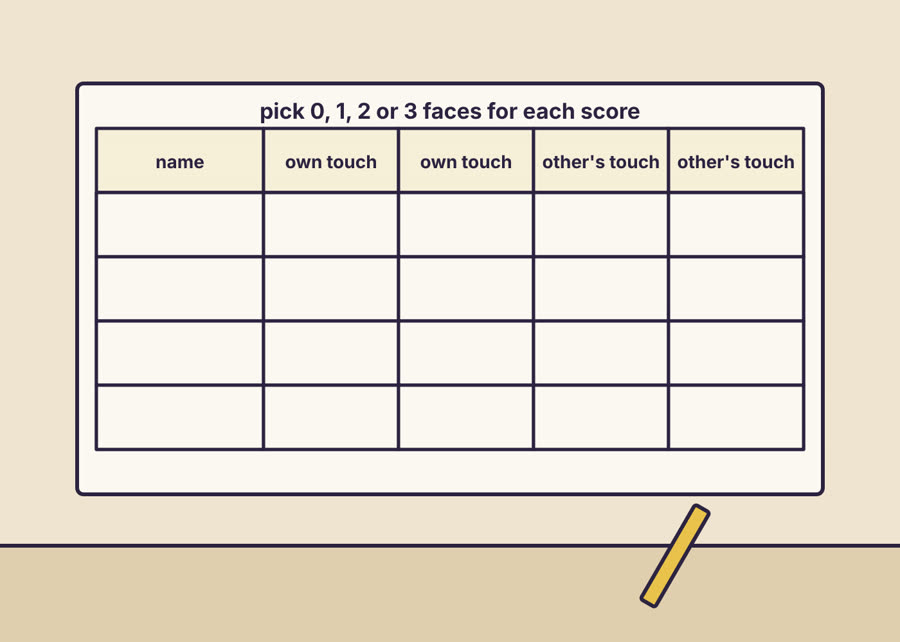 pick 0, 1, 2 or 3 faces for each score
name own touch own touch other's touch other's touch